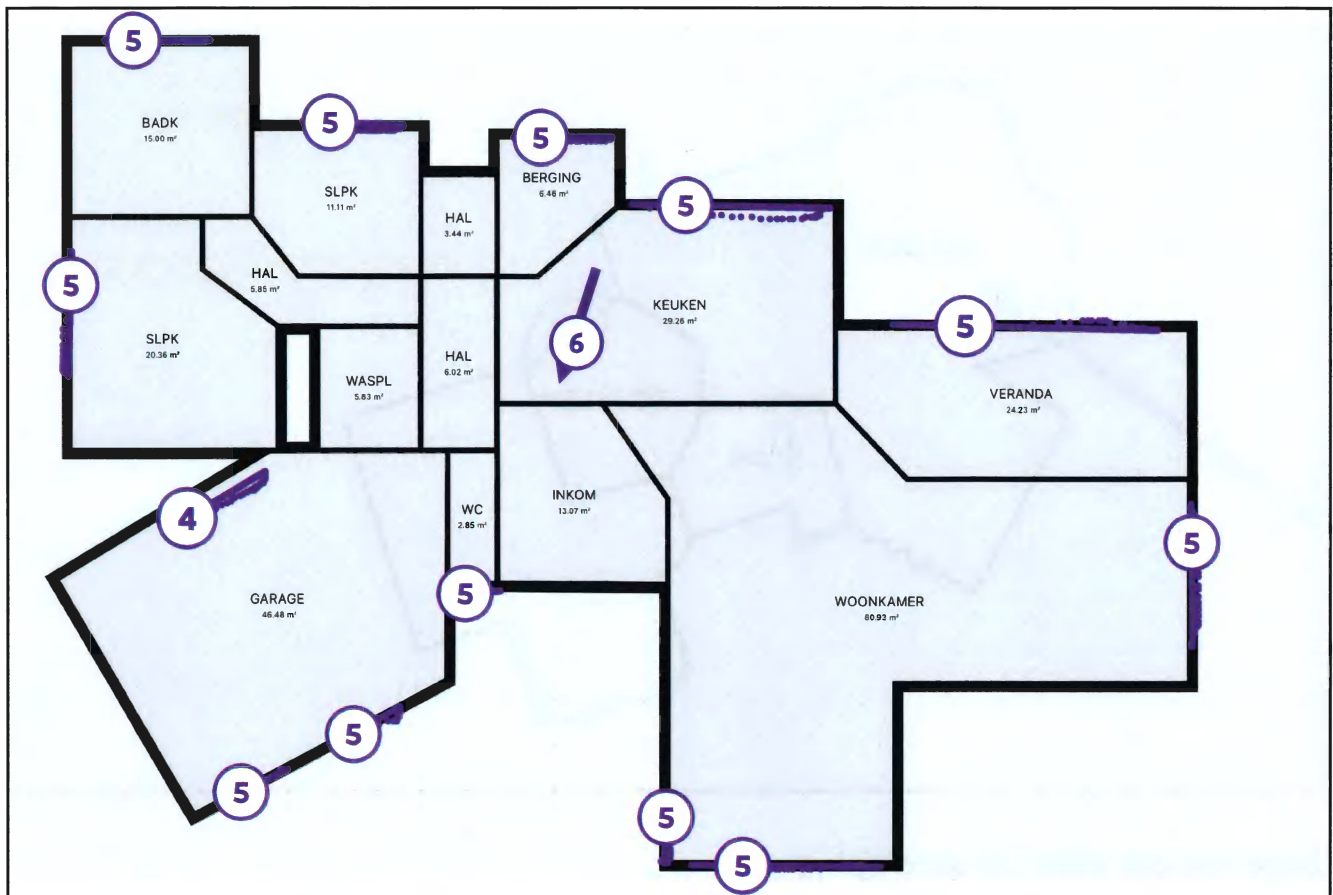 5
BADK
15.00 m²
5
SLPK
11.11 m²
5
BERGING
6.46 m²
5
HAL
3.44 m²
HAL
5.85 m²
5
SLPK
20.36 m²
KEUKEN
29.26 m²
5
6
HAL
6.02 m²
WASPL
5.83 m²
VERANDA
24.23 m²
4
WC
2.85 m²
INKOM
13.07 m²
5
5
GARAGE
46.48 m²
WOONKAMER
80.93 m²
5
5
5
5